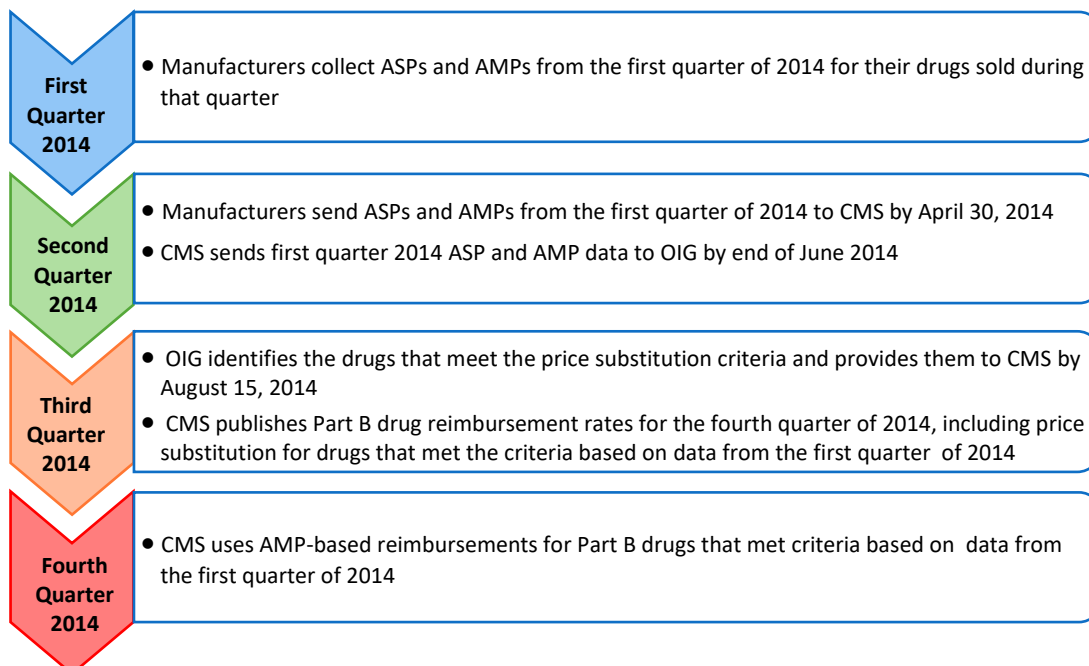 First
Quarter
2014
• Manufacturers collect ASPs and AMPs from the first quarter of 2014 for their drugs sold during
that quarter
Second
Quarter
2014
• Manufacturers send ASPs and AMPs from the first quarter of 2014 to CMS by April 30, 2014
• CMS sends first quarter 2014 ASP and AMP data to OIG by end of June 2014
Third
Quarter
2014
• OIG identifies the drugs that meet the price substitution criteria and provides them to CMS by
August 15, 2014
• CMS publishes Part B drug reimbursement rates for the fourth quarter of 2014, including price
substitution for drugs that met the criteria based on data from the first quarter of 2014
Fourth
Quarter
2014
• CMS uses AMP-based reimbursements for Part B drugs that met criteria based on data from
the first quarter of 2014